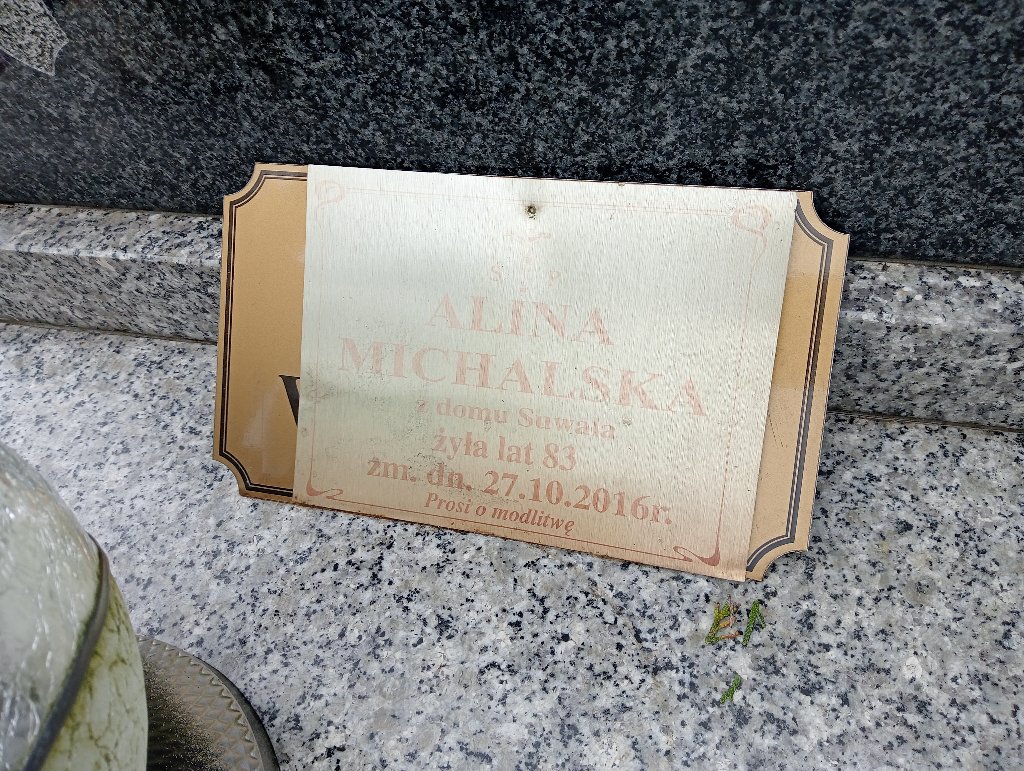 Ś P
ALINA
MICHALSKA
z domu Suwała
żyła lat 83
zm. dn. 27.10.2016r.
Prosi o modlitwę